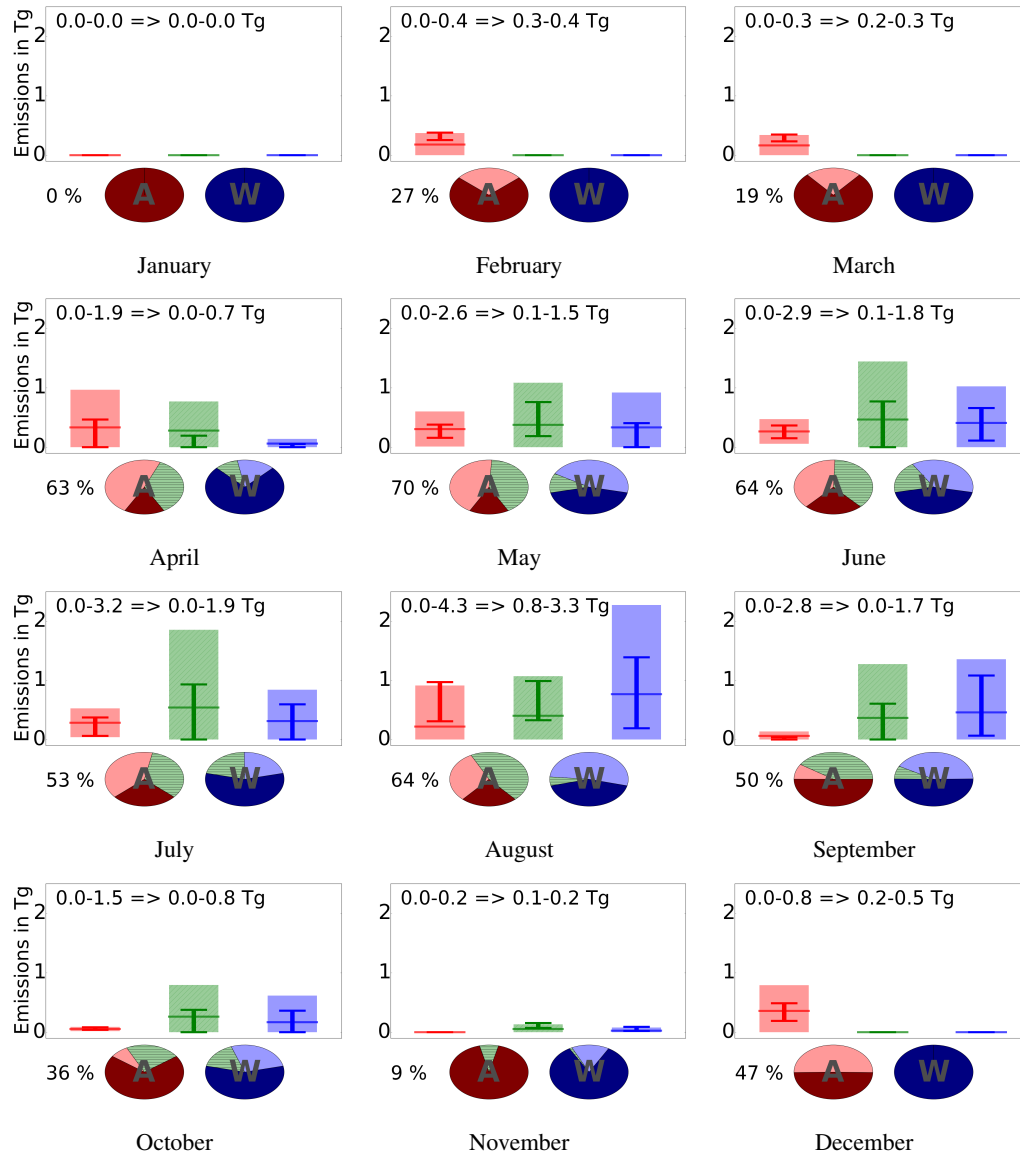 0.0-0.0 => 0.0-0.0 Tg
0.0-0.4 => 0.3-0.4 Tg
0.0-0.3 => 0.2-0.3 Tg
Emissions in Tg
2
1
0
2
1
0
2
1
0
0 %
A
W
27 %
A
W
19 %
A
W
January
February
March
0.0-1.9 => 0.0-0.7 Tg
0.0-2.6 => 0.1-1.5 Tg
0.0-2.9 => 0.1-1.8 Tg
Emissions in Tg
2
1
0
2
1
0
2
1
0
63 %
A
W
70 %
A
W
64 %
A
W
April
May
June
0.0-3.2 => 0.0-1.9 Tg
0.0-4.3 => 0.8-3.3 Tg
0.0-2.8 => 0.0-1.7 Tg
Emissions in Tg
2
1
0
2
1
0
2
1
0
53 %
A
W
64 %
A
W
50 %
A
W
July
August
September
0.0-1.5 => 0.0-0.8 Tg
0.0-0.2 => 0.1-0.2 Tg
0.0-0.8 => 0.2-0.5 Tg
Emissions in Tg
2
1
0
2
1
0
2
1
0
36 %
A
W
9 %
A
W
47 %
A
W
October
November
December